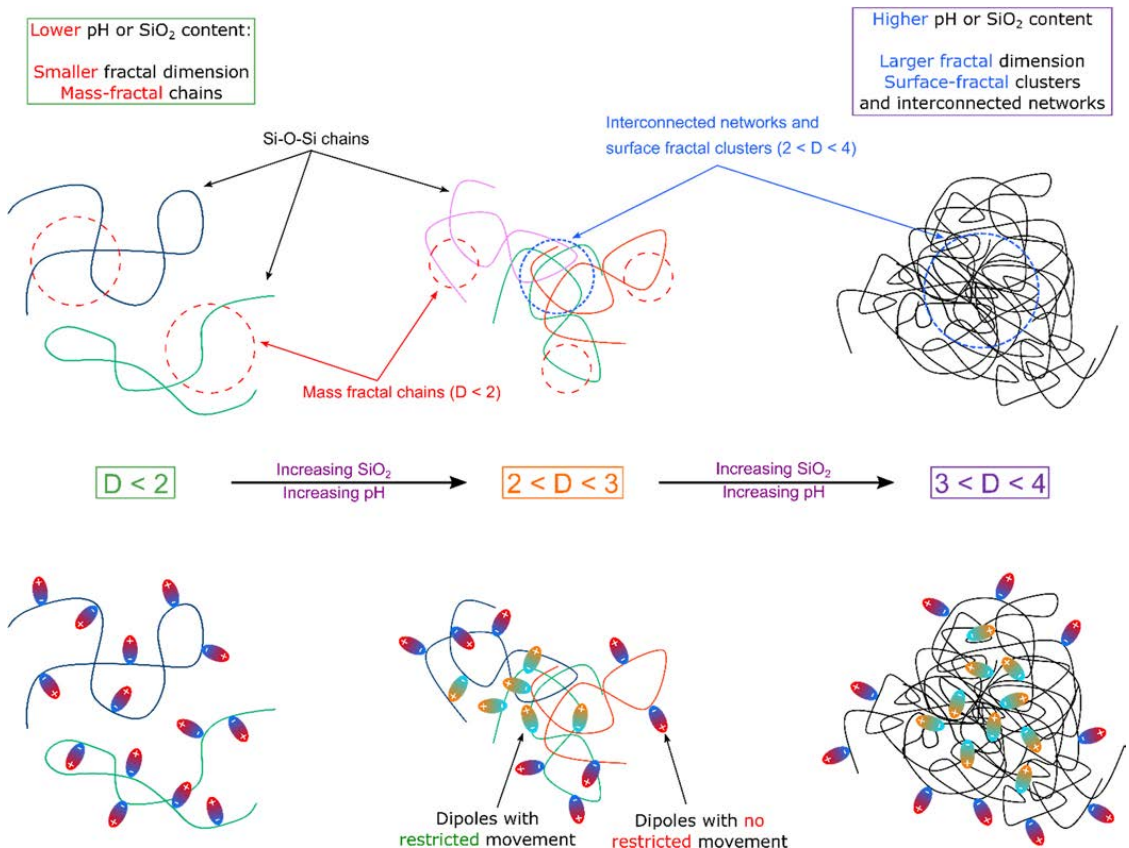 Lower pH or SiO₂ content:
Smaller fractal dimension
Mass-fractal chains
Higher pH or SiO₂ content
Larger fractal dimension
Surface-fractal clusters
and interconnected networks
Si-O-Si chains
Interconnected networks and
surface fractal clusters (2 < D < 4)
Mass fractal chains (D < 2)
D < 2
Increasing SiO₂
Increasing pH
2 < D < 3
Increasing SiO₂
Increasing pH
3 < D < 4
Dipoles with
restricted movement
Dipoles with no
restricted movement